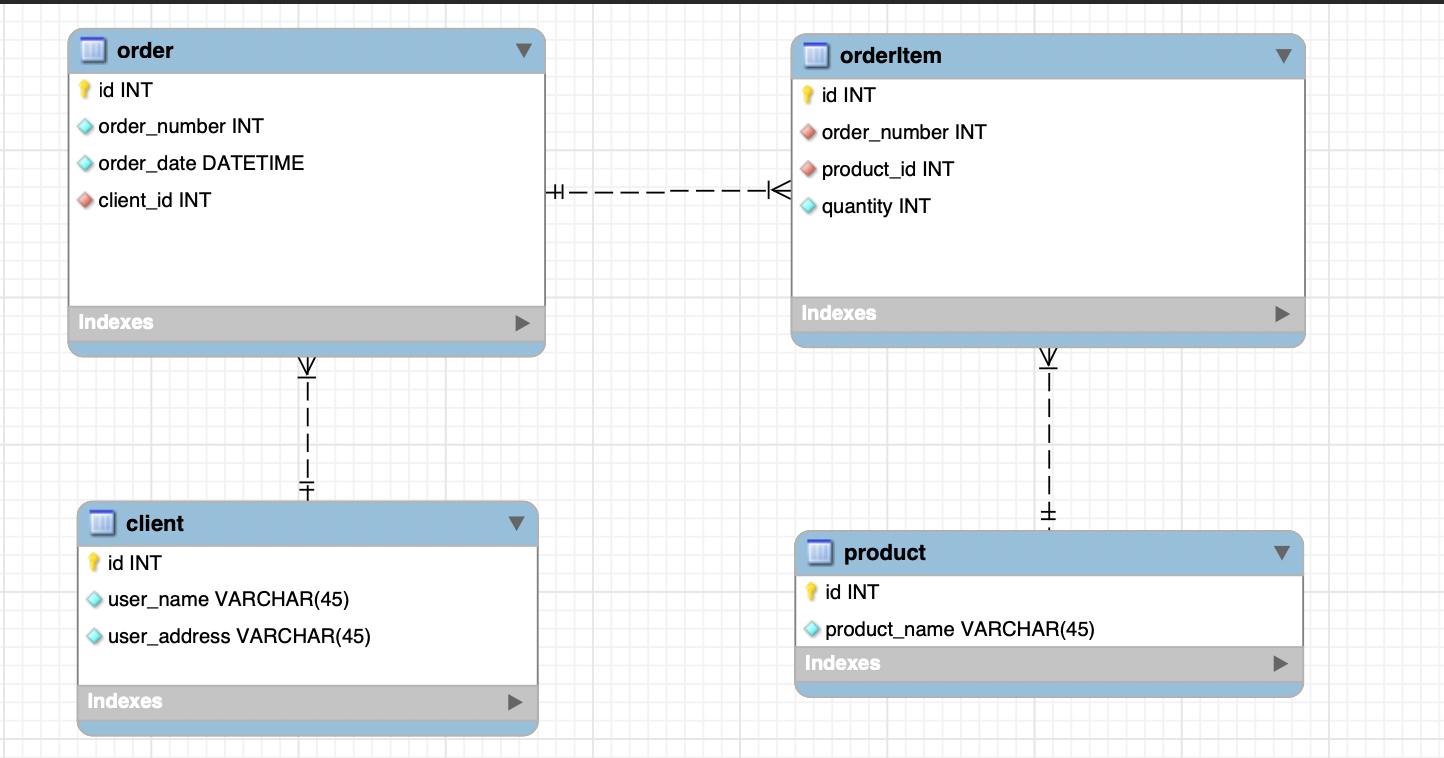 order
id INT
order_number INT
order_date DATETIME
client_id INT
Indexes
orderItem
id INT
order_number INT
product_id INT
quantity INT
Indexes
client
id INT
user_name VARCHAR(45)
user_address VARCHAR(45)
Indexes
product
id INT
product_name VARCHAR(45)
Indexes